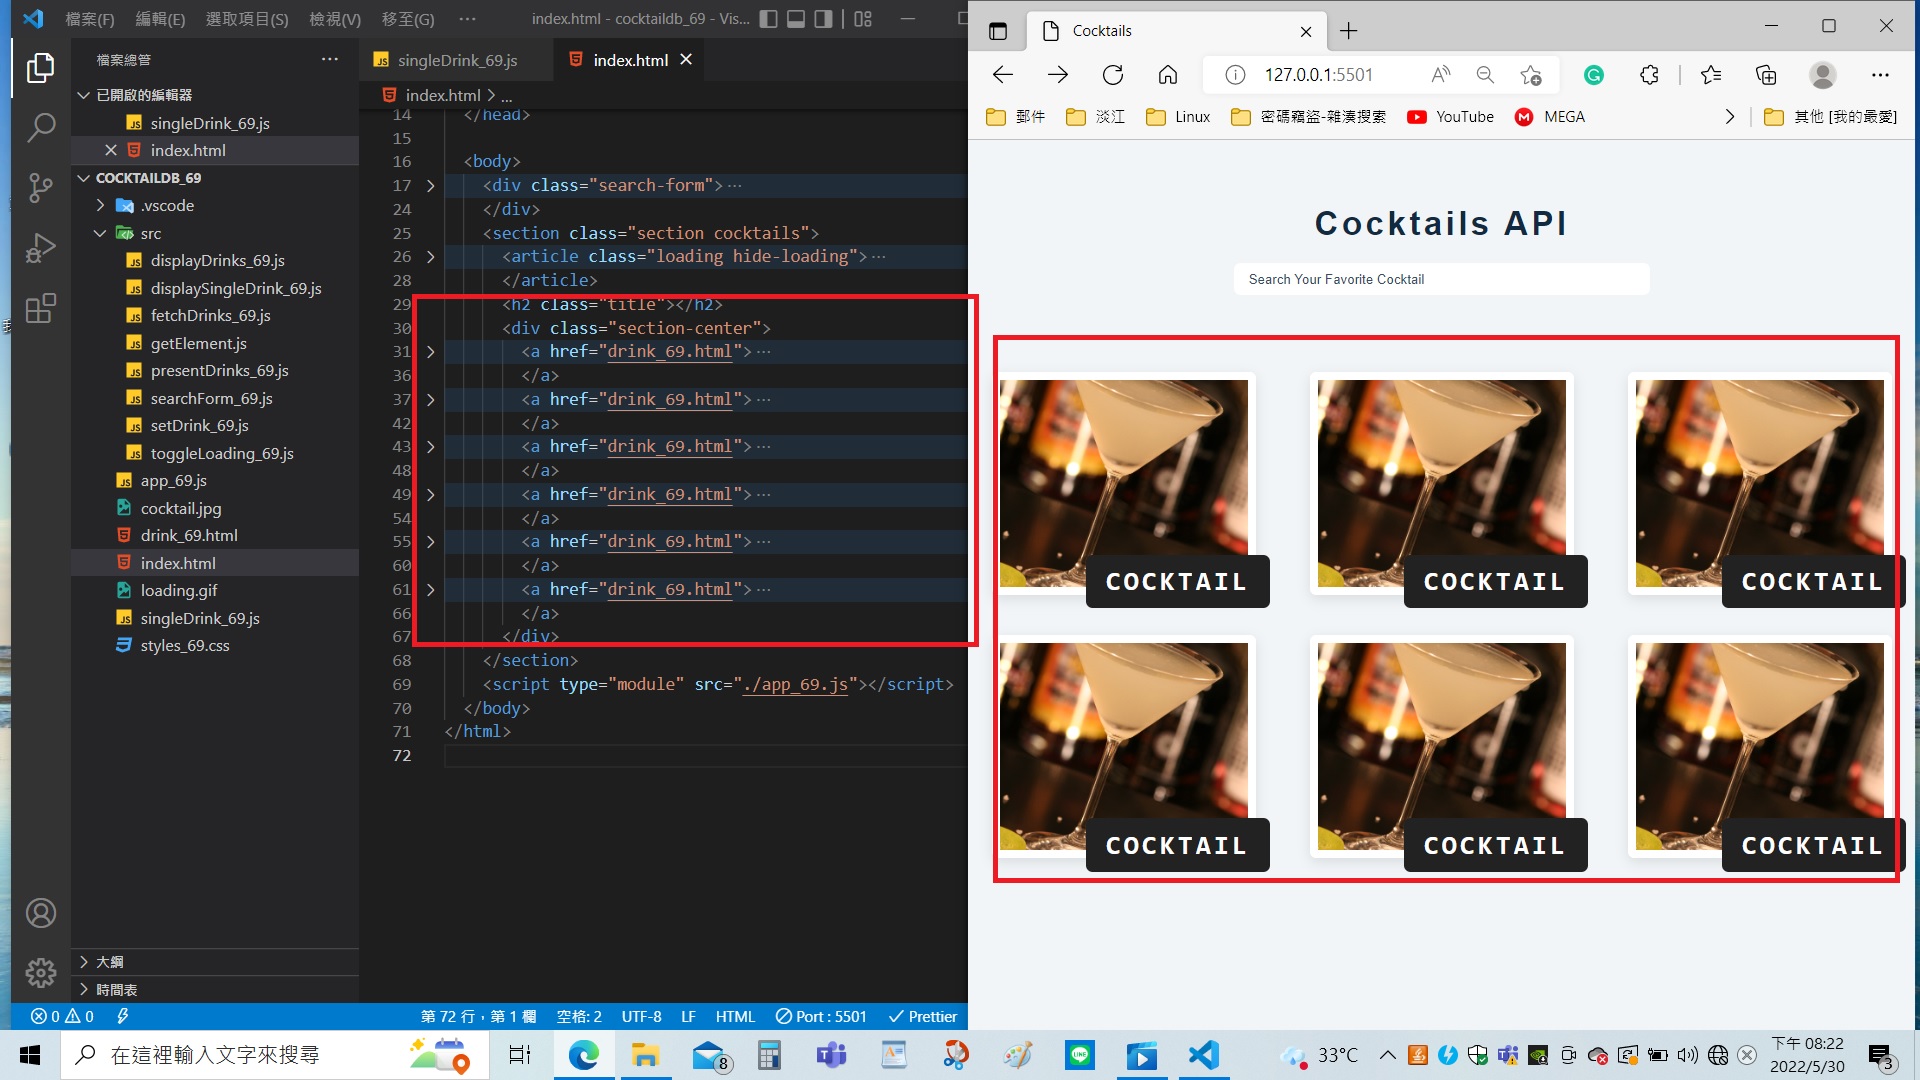 檔案(F) 編輯(E) 選取項目(S) 檢視(V) 移至(G) ··· index.html - cocktaildb_69 - Vis...
檔案總管 ···
已開啟的編輯器
singleDrink_69.js
index.html
COCKTAILDB_69
.vscode
src
displayDrinks_69.js
displaySingleDrink_69.js
fetchDrinks_69.js
getElement.js
presentDrinks_69.js
searchForm_69.js
setDrink_69.js
toggleLoading_69.js
app_69.js
cocktail.jpg
drink_69.html
index.html
loading.gif
singleDrink_69.js
styles_69.css
大綱
時間表
singleDrink_69.js index.html
index.html > ...
14 </head>
15
16 <body>
17 <div class="search-form">···
24 </div>
25 <section class="section cocktails">
26 <article class="loading hide-loading">···
28 </article>
29 <h2 class="title"></h2>
30 <div class="section-center">
31 <a href="drink_69.html">···
36 </a>
37 <a href="drink_69.html">···
42 </a>
43 <a href="drink_69.html">···
48 </a>
49 <a href="drink_69.html">···
54 </a>
55 <a href="drink_69.html">···
60 </a>
61 <a href="drink_69.html">···
66 </a>
67 </div>
68 </section>
69 <script type="module" src="./app_69.js"></script>
70 </body>
71 </html>
72
0 0 第 72 行，第 1 欄 空格: 2 UTF-8 LF HTML Port : 5501 Prettier
Cocktails
127.0.0.1:5501
郵件 淡江 Linux 密碼竊盜-雜湊搜索 YouTube MEGA 其他 [我的最愛]
Cocktails API
Search Your Favorite Cocktail
COCKTAIL COCKTAIL COCKTAIL
COCKTAIL COCKTAIL COCKTAIL
在這裡輸入文字來搜尋
8
LINE
33°C
下午 08:22
2022/5/30
3